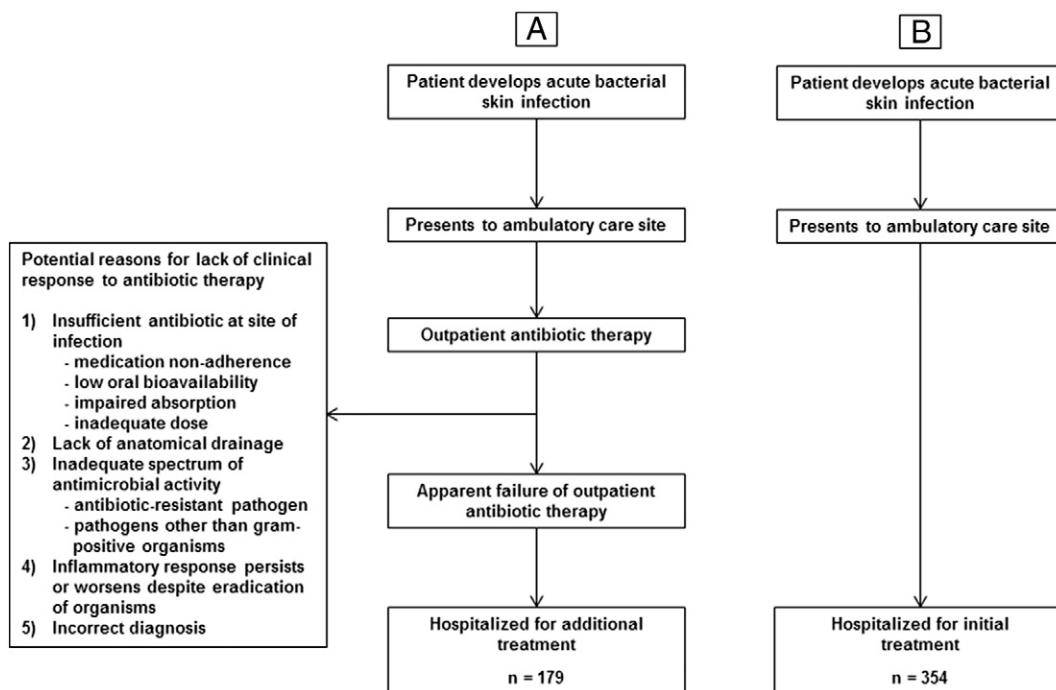 A
Patient develops acute bacterial
skin infection
Presents to ambulatory care site
Outpatient antibiotic therapy
Potential reasons for lack of clinical
response to antibiotic therapy
1) Insufficient antibiotic at site of
infection
- medication non-adherence
- low oral bioavailability
- impaired absorption
- inadequate dose
2) Lack of anatomical drainage
3) Inadequate spectrum of
antimicrobial activity
- antibiotic-resistant pathogen
- pathogens other than gram-
positive organisms
4) Inflammatory response persists
or worsens despite eradication
of organisms
5) Incorrect diagnosis
Apparent failure of outpatient
antibiotic therapy
Hospitalized for additional
treatment
n = 179
B
Patient develops acute bacterial
skin infection
Presents to ambulatory care site
Hospitalized for initial
treatment
n = 354